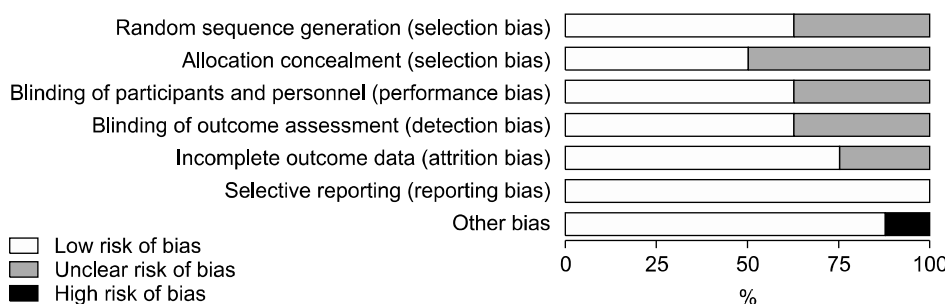 Random sequence generation (selection bias)
Allocation concealment (selection bias)
Blinding of participants and personnel (performance bias)
Blinding of outcome assessment (detection bias)
Incomplete outcome data (attrition bias)
Selective reporting (reporting bias)
Other bias
Low risk of bias
Unclear risk of bias
High risk of bias
0 25 50 75 100
%